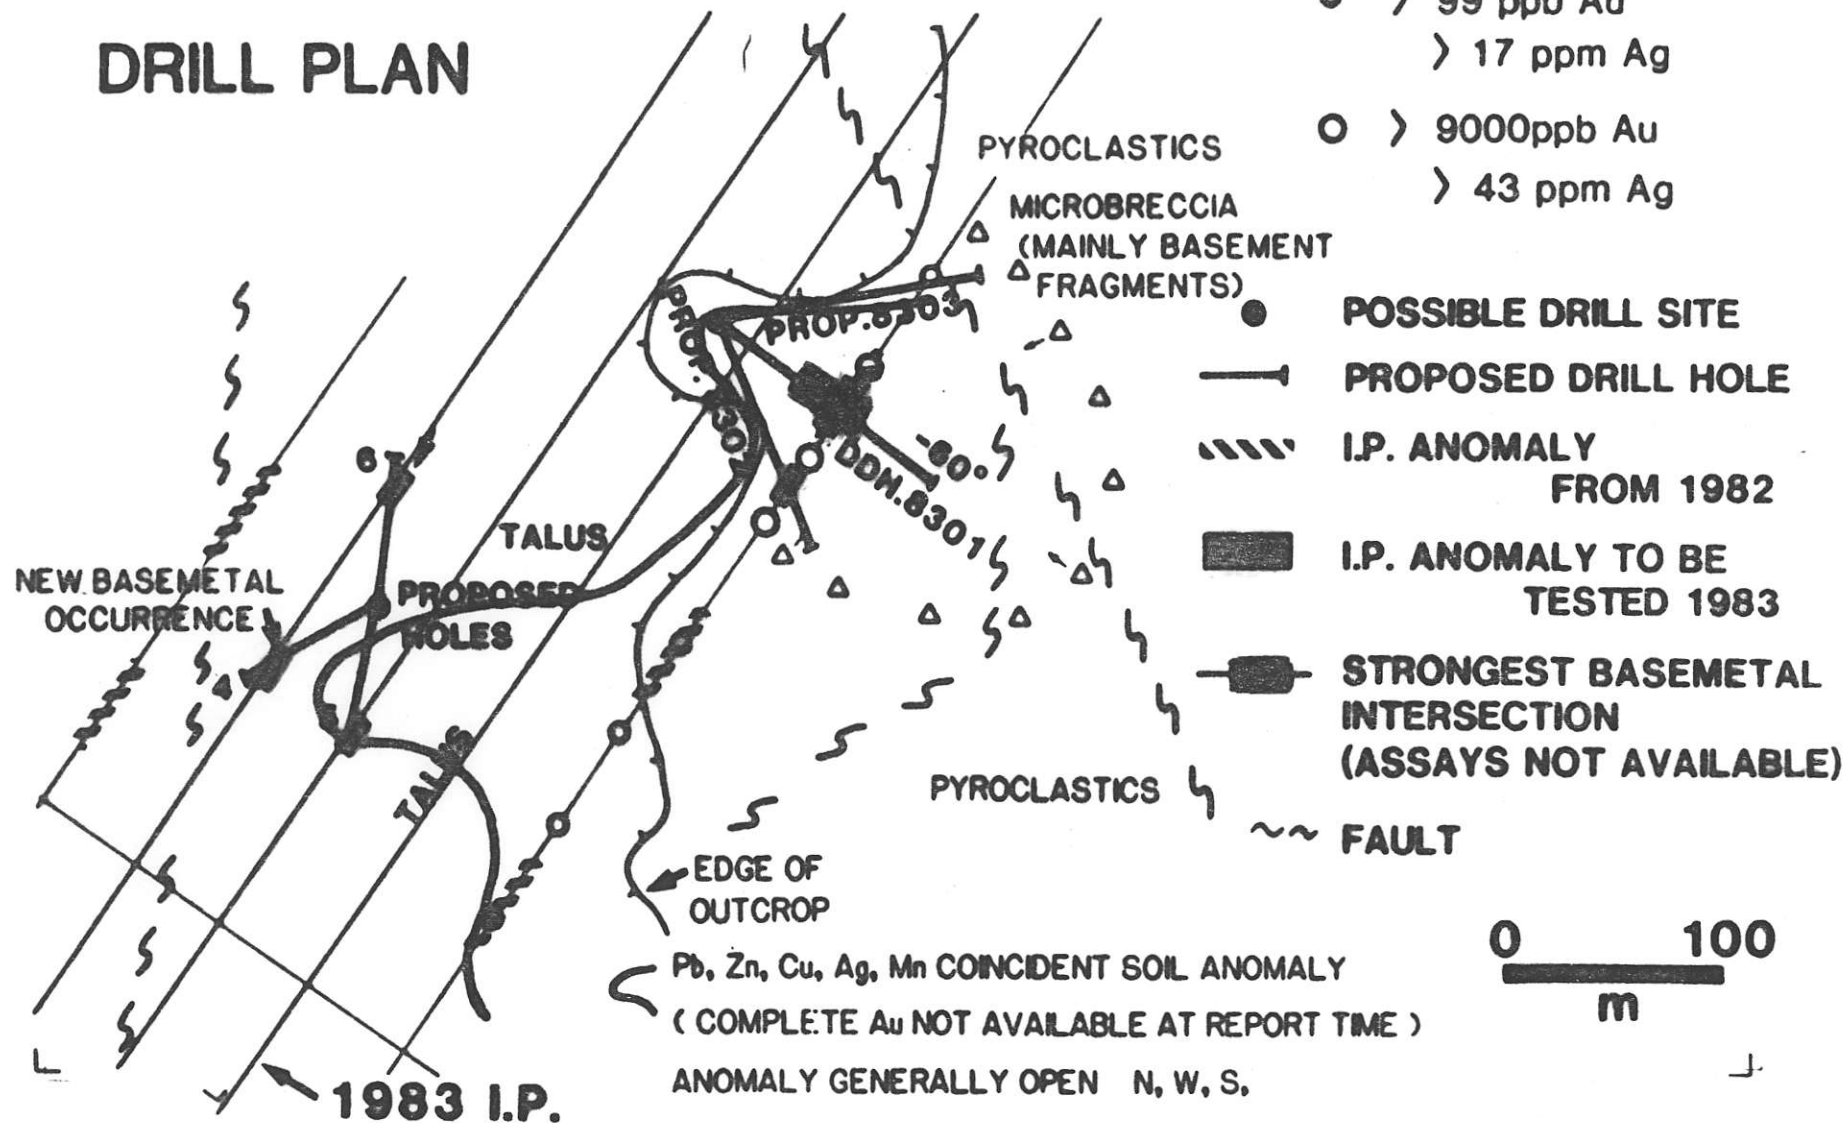 DRILL PLAN
> 99 ppb Au
> 17 ppm Ag
> 9000ppb Au
> 43 ppm Ag
PYROCLASTICS
MICROBRECCIA
(MAINLY BASEMENT
FRAGMENTS)
PROP.8303
PROP.
-60°
DDH.8301
6
TALUS
NEW BASEMETAL
OCCURRENCE
PROPOSED
HOLES
TALUS
PYROCLASTICS
EDGE OF
OUTCROP
POSSIBLE DRILL SITE
PROPOSED DRILL HOLE
I.P. ANOMALY
FROM 1982
I.P. ANOMALY TO BE
TESTED 1983
STRONGEST BASEMETAL
INTERSECTION
(ASSAYS NOT AVAILABLE)
FAULT
0 100
m
Pb, Zn, Cu, Ag, Mn COINCIDENT SOIL ANOMALY
( COMPLETE Au NOT AVAILABLE AT REPORT TIME )
ANOMALY GENERALLY OPEN N, W, S,
1983 I.P.